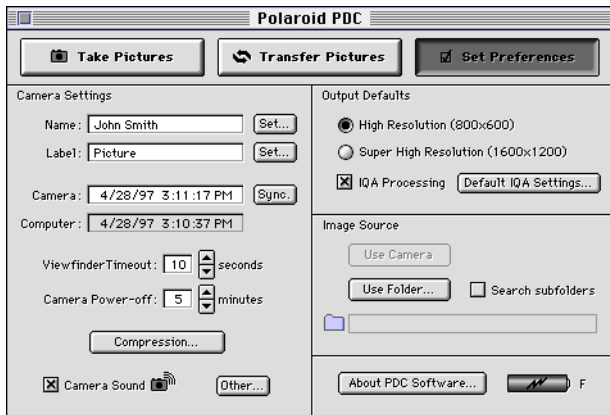 Polaroid PDC
Take Pictures
Transfer Pictures
Set Preferences
Camera Settings
Name: John Smith Set...
Label: Picture Set...
Camera: 4/28/97 3:11:17 PM Sync.
Computer: 4/28/97 3:10:37 PM
Viewfinder Timeout: 10 seconds
Camera Power-off: 5 minutes
Compression...
Camera Sound Other...
Output Defaults
High Resolution (800x600)
Super High Resolution (1600x1200)
IQA Processing Default IQA Settings...
Image Source
Use Camera
Use Folder... Search subfolders
About PDC Software... F